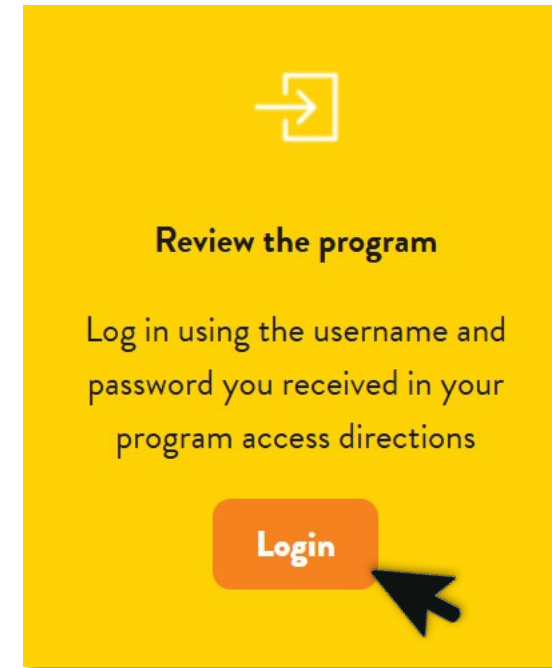 Review the program
Log in using the username and
password you received in your
program access directions
Login